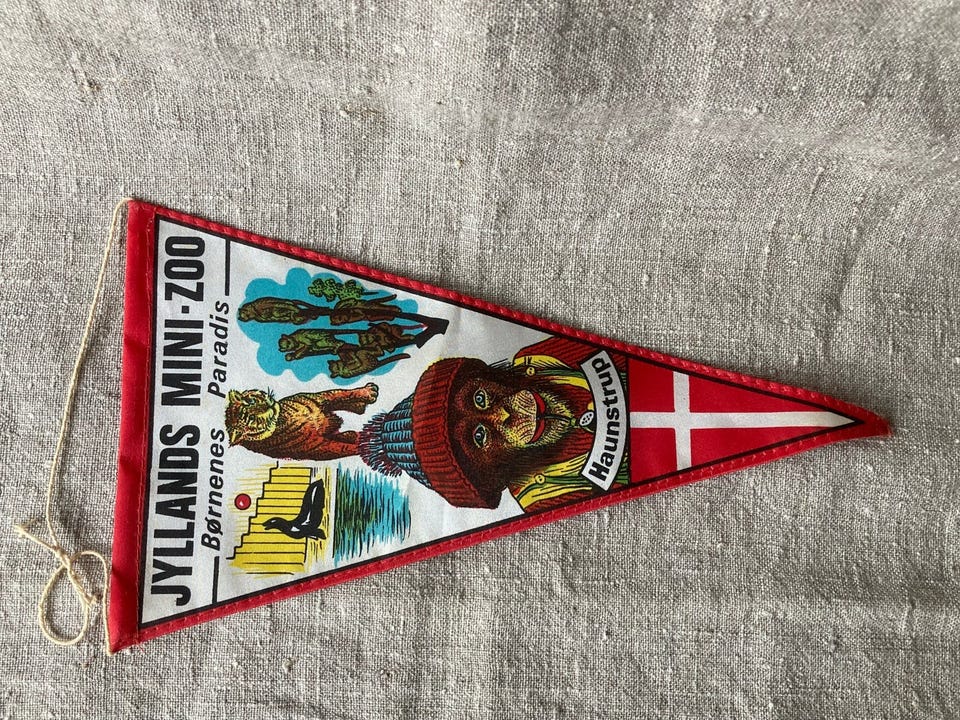 JYLLANDS MINI-ZOO
Børnenes Paradis
Haunstrup